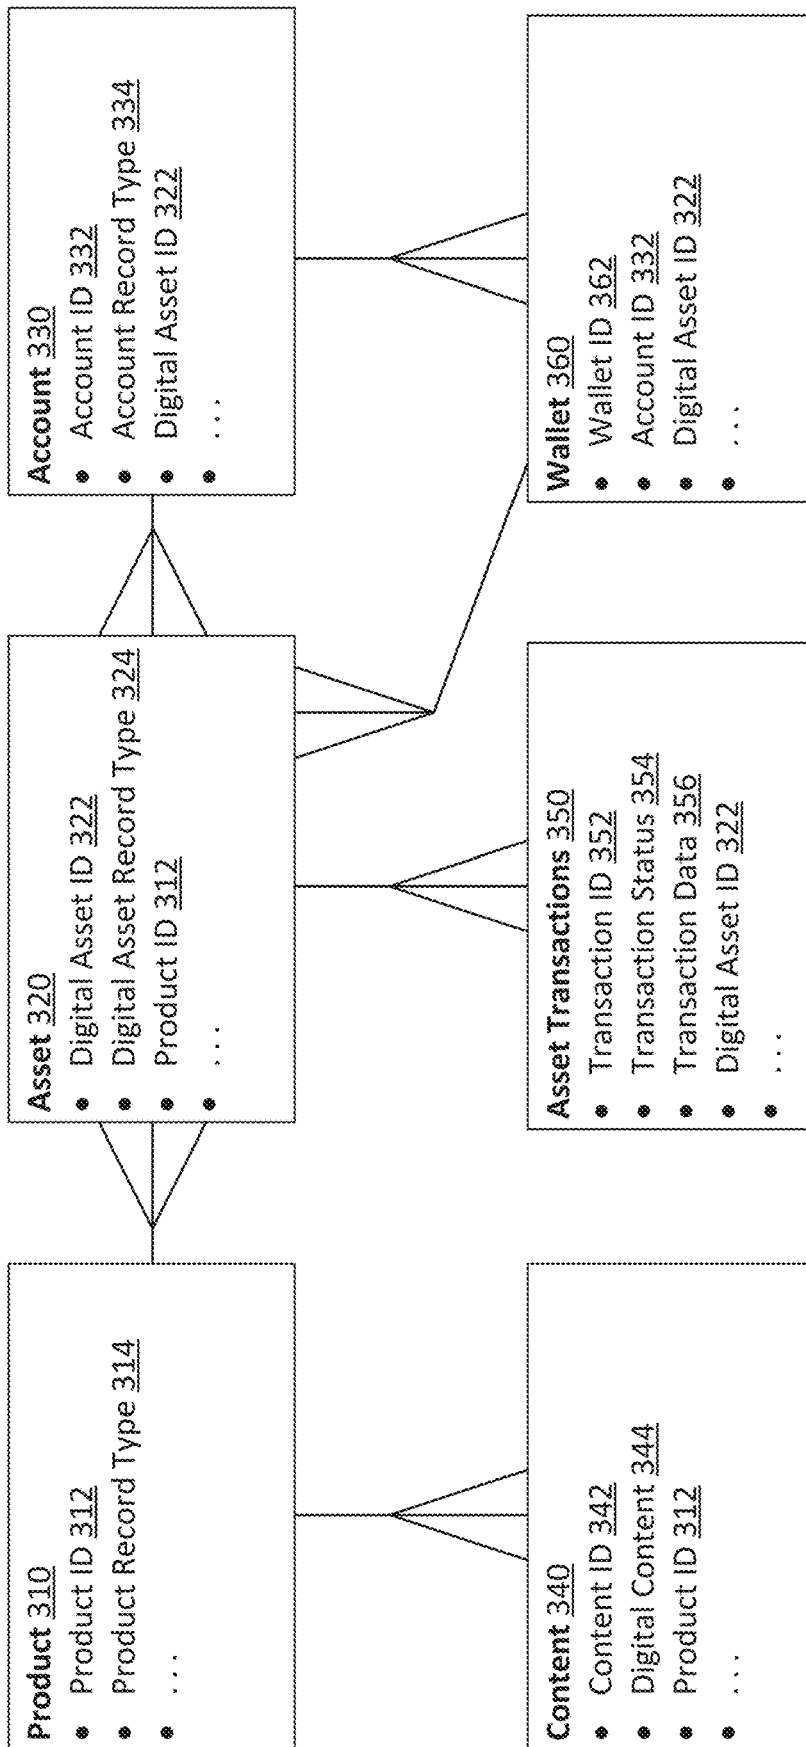 Product 310
• Product ID 312
• Product Record Type 314
• ...
Asset 320
• Digital Asset ID 322
• Digital Asset Record Type 324
• Product ID 312
• ...
Account 330
• Account ID 332
• Account Record Type 334
• Digital Asset ID 322
• ...
Content 340
• Content ID 342
• Digital Content 344
• Product ID 312
• ...
Asset Transactions 350
• Transaction ID 352
• Transaction Status 354
• Transaction Data 356
• Digital Asset ID 322
• ...
Wallet 360
• Wallet ID 362
• Account ID 332
• Digital Asset ID 322
• ...